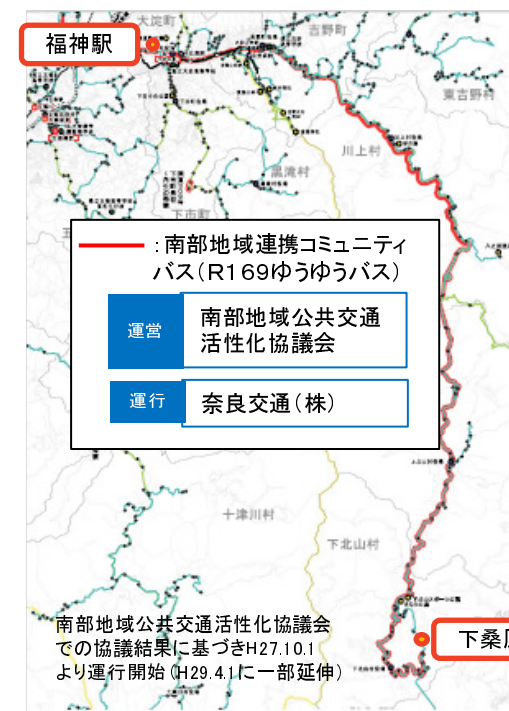 大淀町
福神駅
吉野町
東吉野村
川上村
黒滝村
下市町
:南部地域連携コミュニティ
バス(R169ゆうゆうバス)
運営
南部地域公共交通
活性化協議会
運行
奈良交通(株)
十津川村
下北山村
南部地域公共交通活性化協議会
での協議結果に基づきH27.10.1
より運行開始(H29.4.1に一部延伸)
下桑